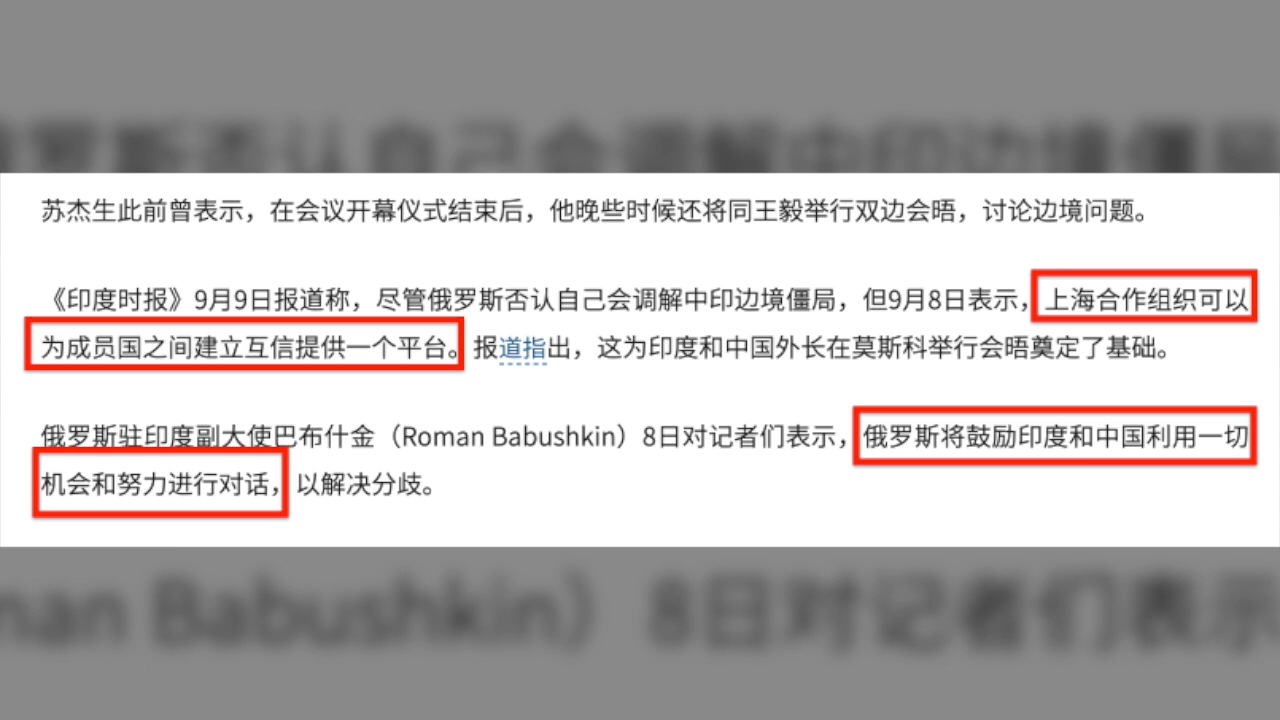 苏杰生此前曾表示，在会议开幕仪式结束后，他晚些时候还将同王毅举行双边会晤，讨论边境问题。
《印度时报》9月9日报道称，尽管俄罗斯否认自己会调解中印边境僵局，但9月8日表示，上海合作组织可以
为成员国之间建立互信提供一个平台。报道指出，这为印度和中国外长在莫斯科举行会晤奠定了基础。
俄罗斯驻印度副大使巴布什金（Roman Babushkin）8日对记者们表示，俄罗斯将鼓励印度和中国利用一切
机会和努力进行对话，以解决分歧。